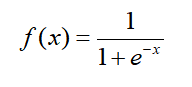 f(x) = 1 / (1 + e^{-x})